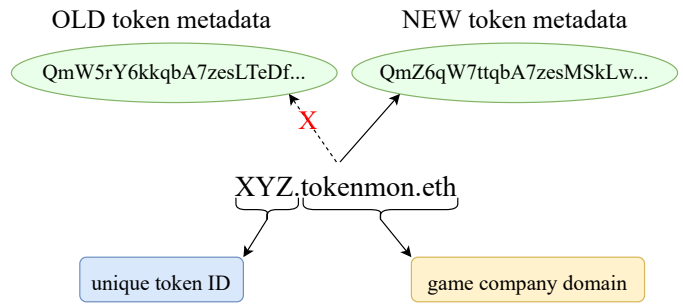 OLD token metadata
NEW token metadata
QmW5rY6kkqbA7zesLTeDf...
QmZ6qW7ttqbA7zesMSkLw...
X
XYZ.tokenmon.eth
unique token ID
game company domain